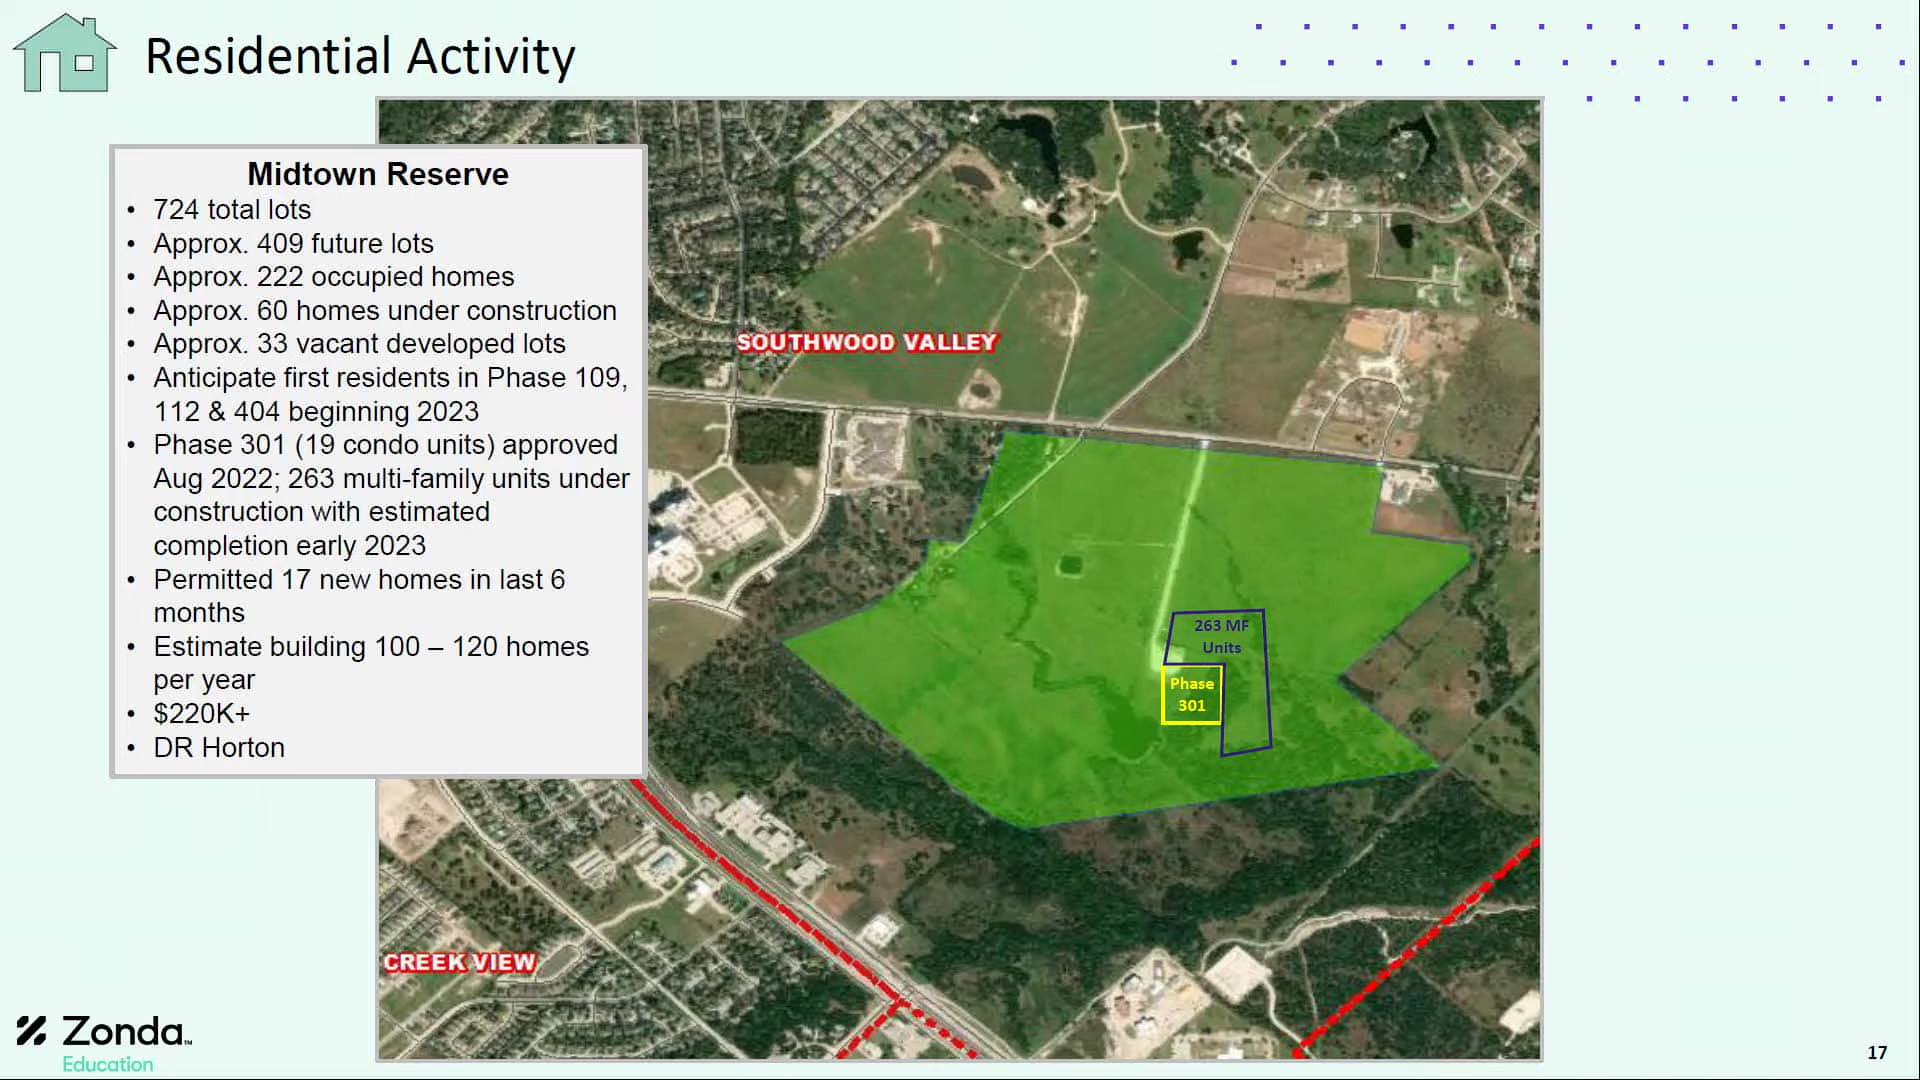 Residential Activity
Midtown Reserve
• 724 total lots
• Approx. 409 future lots
• Approx. 222 occupied homes
• Approx. 60 homes under construction
• Approx. 33 vacant developed lots
• Anticipate first residents in Phase 109,
112 & 404 beginning 2023
• Phase 301 (19 condo units) approved
Aug 2022; 263 multi-family units under
construction with estimated
completion early 2023
• Permitted 17 new homes in last 6
months
• Estimate building 100 – 120 homes
per year
• $220K+
• DR Horton
SOUTHWOOD VALLEY
263 MF
Units
Phase
301
CREEK VIEW
Zonda™
Education
17